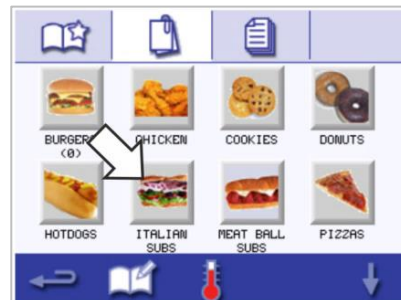 BURGERS CHICKEN COOKIES DONUTS
(0)
HOTDOGS ITALIAN MEAT BALL PIZZAS
SUBS SUBS